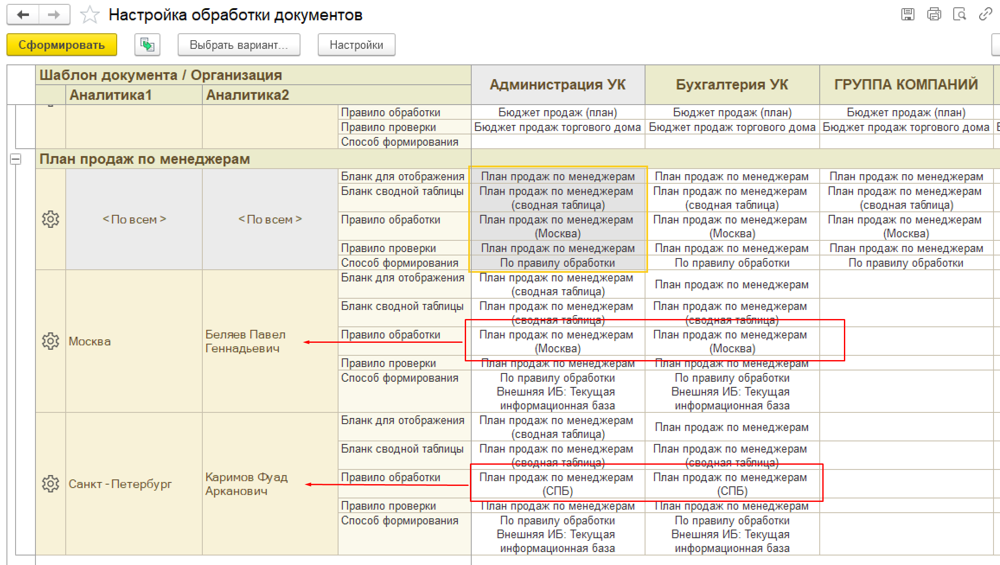 Настройка обработки документов
Сформировать
Выбрать вариант...
Настройки
Шаблон документа / Организация
Администрация УК
Бухгалтерия УК
ГРУППА КОМПАНИЙ
Аналитика1
Аналитика2
Правило обработки
Бюджет продаж (план)
Бюджет продаж (план)
Бюджет продаж (план)
Правило проверки
Бюджет продаж торгового дома
Бюджет продаж торгового дома
Бюджет продаж торгового дома
Способ формирования
План продаж по менеджерам
< По всем >
< По всем >
Бланк для отображения
План продаж по менеджерам
План продаж по менеджерам
План продаж по менеджерам
Бланк сводной таблицы
План продаж по менеджерам
(сводная таблица)
План продаж по менеджерам
(сводная таблица)
План продаж по менеджерам
(сводная таблица)
Правило обработки
План продаж по менеджерам
(Москва)
План продаж по менеджерам
(Москва)
План продаж по менеджерам
(Москва)
Правило проверки
План продаж по менеджерам
План продаж по менеджерам
План продаж по менеджерам
Способ формирования
По правилу обработки
По правилу обработки
По правилу обработки
Москва
Беляев Павел
Геннадьевич
Бланк для отображения
План продаж по менеджерам
(сводная таблица)
План продаж по менеджерам
Бланк сводной таблицы
План продаж по менеджерам
(сводная таблица)
План продаж по менеджерам
(сводная таблица)
Правило обработки
План продаж по менеджерам
(Москва)
План продаж по менеджерам
(Москва)
Правило проверки
План продаж по менеджерам
План продаж по менеджерам
Способ формирования
По правилу обработки
Внешняя ИБ: Текущая
информационная база
По правилу обработки
Внешняя ИБ: Текущая
информационная база
Санкт -Петербург
Каримов Фуад
Арканович
Бланк для отображения
План продаж по менеджерам
(сводная таблица)
План продаж по менеджерам
Бланк сводной таблицы
План продаж по менеджерам
(сводная таблица)
План продаж по менеджерам
(сводная таблица)
Правило обработки
План продаж по менеджерам
(СПБ)
План продаж по менеджерам
(СПБ)
Правило проверки
План продаж по менеджерам
План продаж по менеджерам
Способ формирования
По правилу обработки
Внешняя ИБ: Текущая
информационная база
По правилу обработки
Внешняя ИБ: Текущая
информационная база